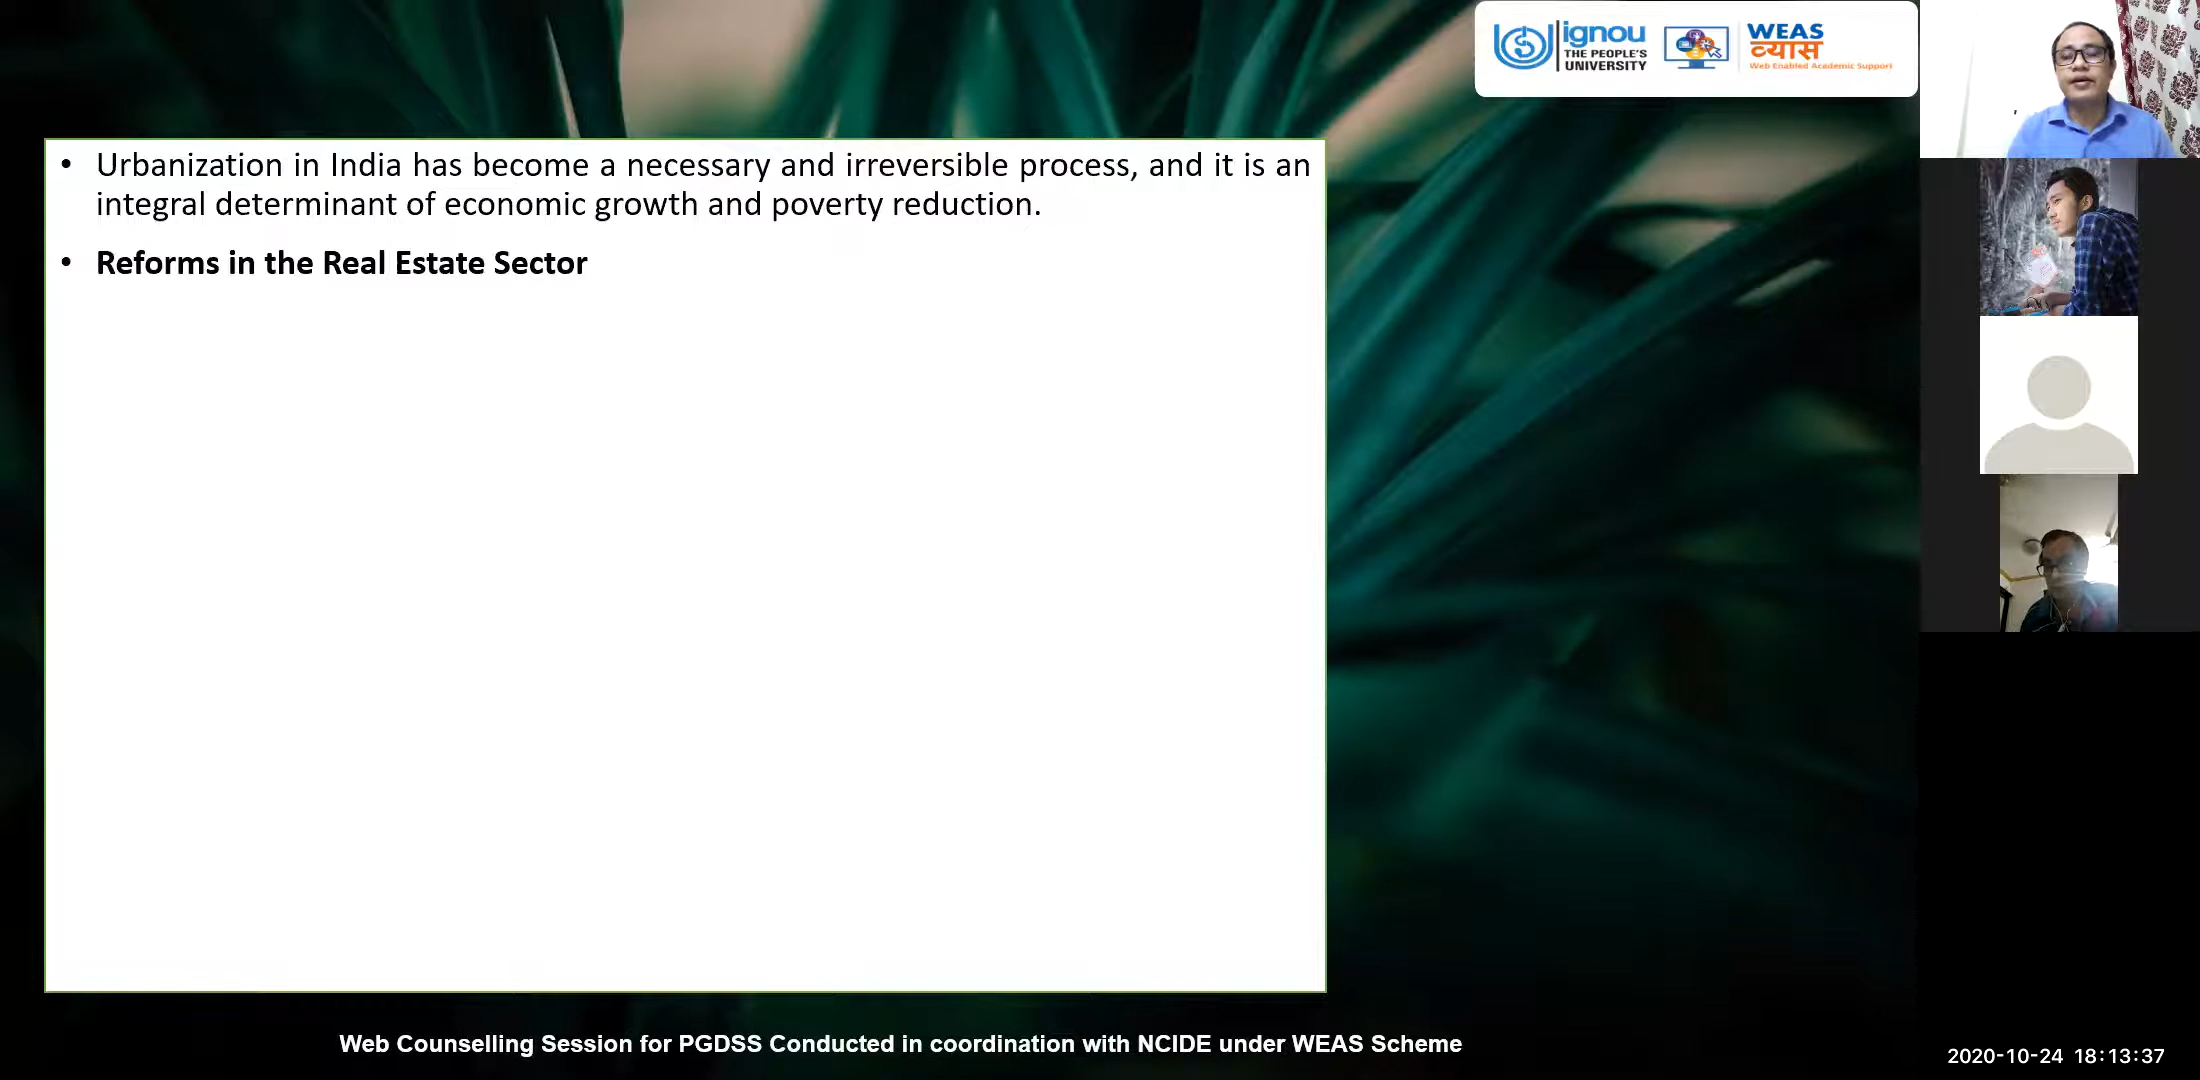 ignou
THE PEOPLE'S
UNIVERSITY
WEAS
व्यास
Web Enabled Academic Support
• Urbanization in India has become a necessary and irreversible process, and it is an
integral determinant of economic growth and poverty reduction.
• Reforms in the Real Estate Sector
Web Counselling Session for PGDSS Conducted in coordination with NCIDE under WEAS Scheme
2020-10-24 18:13:37